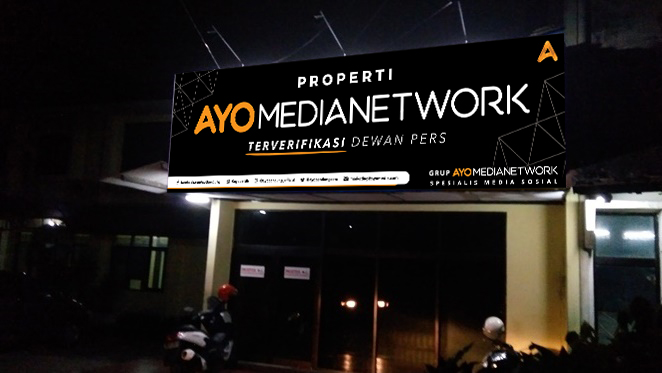 PROPERTI
AYOMEDIANETWORK
TERVERIFIKASI DEWAN PERS
GRUP AYOMEDIANETWORK
SPESIALIS MEDIA SOSIAL